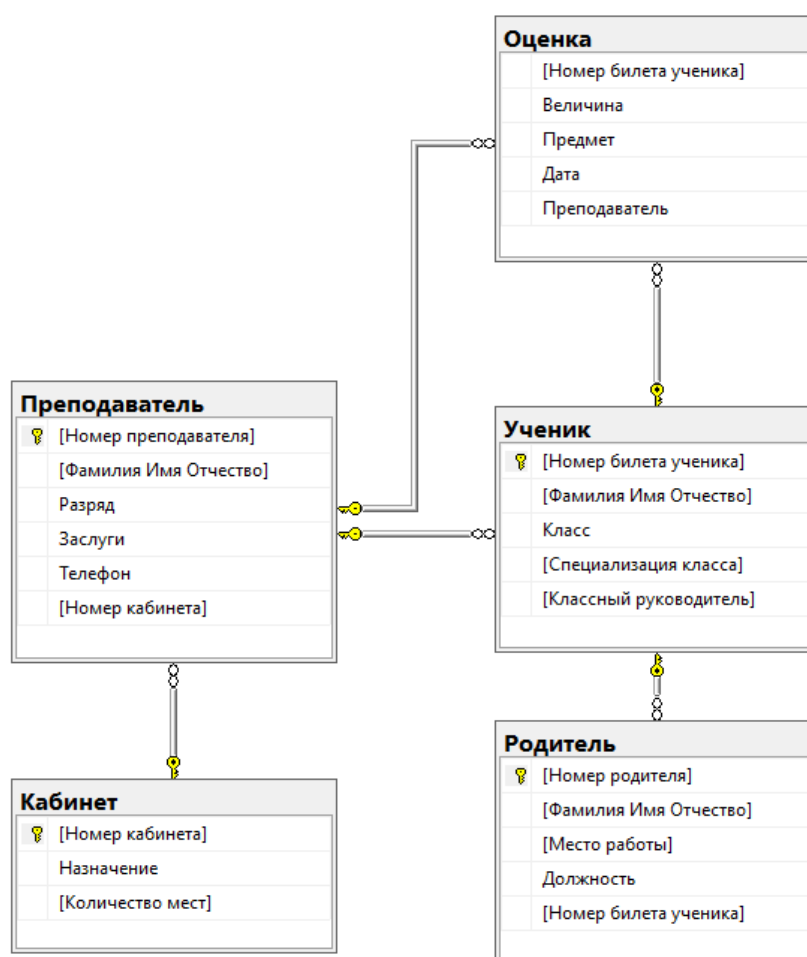 Оценка
[Номер билета ученика]
Величина
Предмет
Дата
Преподаватель
Преподаватель
[Номер преподавателя]
[Фамилия Имя Отчество]
Разряд
Заслуги
Телефон
[Номер кабинета]
Ученик
[Номер билета ученика]
[Фамилия Имя Отчество]
Класс
[Специализация класса]
[Классный руководитель]
Кабинет
[Номер кабинета]
Назначение
[Количество мест]
Родитель
[Номер родителя]
[Фамилия Имя Отчество]
[Место работы]
Должность
[Номер билета ученика]